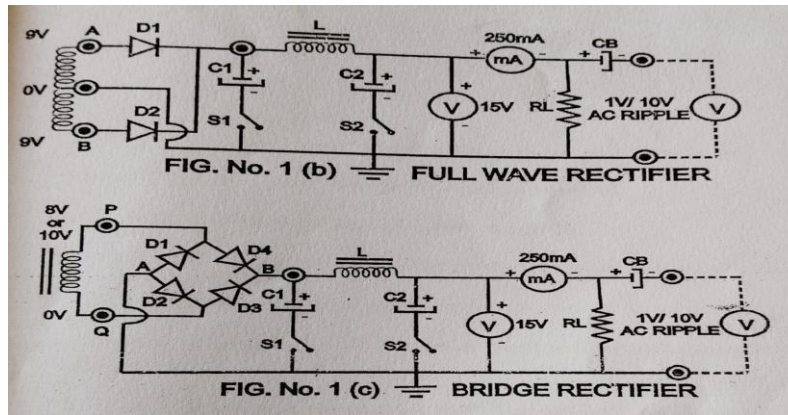 9V A D1 L 250mA CB
C1 + C2 + + mA - + -
0V + V 15V RL 1V/ 10V V
D2 S1 S2 - AC RIPPLE
9V B
FIG. No. 1 (b) FULL WAVE RECTIFIER
8V P
or
10V D1 D4 L 250mA CB
A B + mA - + -
D2 D3 C1 + C2 + + V 15V RL 1V/ 10V V
0V Q S1 S2 - AC RIPPLE
FIG. No. 1 (c) BRIDGE RECTIFIER